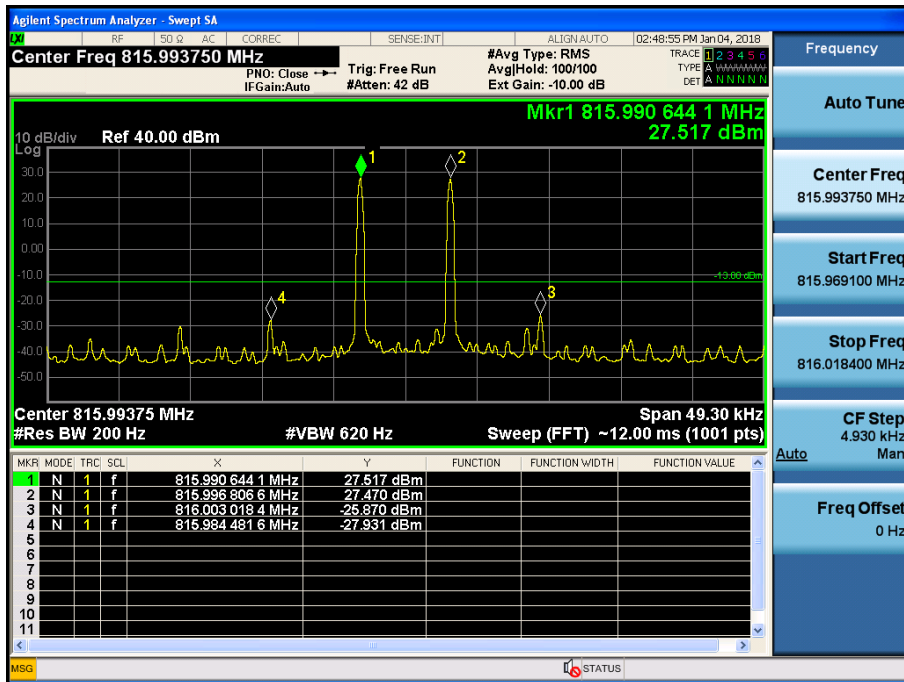 Agilent Spectrum Analyzer - Swept SA
LXI RF 50 Ω AC CORREC SENSE:INT ALIGN AUTO 02:48:55 PM Jan 04, 2018
Center Freq 815.993750 MHz
PNO: Close
IFGain:Auto
Trig: Free Run
#Atten: 42 dB
#Avg Type: RMS
Avg|Hold: 100/100
Ext Gain: -10.00 dB
TRACE 1 2 3 4 5 6
TYPE A WWWWW
DET A N N N N N
Frequency
Auto Tune
Center Freq
815.993750 MHz
Start Freq
815.969100 MHz
Stop Freq
816.018400 MHz
CF Step
4.930 kHz
Auto Man
Freq Offset
0 Hz
Mkr1 815.990 644 1 MHz
27.517 dBm
10 dB/div Ref 40.00 dBm
Log
30.0
20.0
10.0
0.00
-10.0
-20.0
-30.0
-40.0
-50.0
1
2
3
4
-13.00 dBm
Center 815.99375 MHz Span 49.30 kHz
#Res BW 200 Hz #VBW 620 Hz Sweep (FFT) ~12.00 ms (1001 pts)
MKR MODE TRC SCL X Y FUNCTION FUNCTION WIDTH FUNCTION VALUE
1 N 1 f 815.990 644 1 MHz 27.517 dBm
2 N 1 f 815.996 806 6 MHz 27.470 dBm
3 N 1 f 816.003 018 4 MHz -25.870 dBm
4 N 1 f 815.984 481 6 MHz -27.931 dBm
5
6
7
8
9
10
11
MSG STATUS